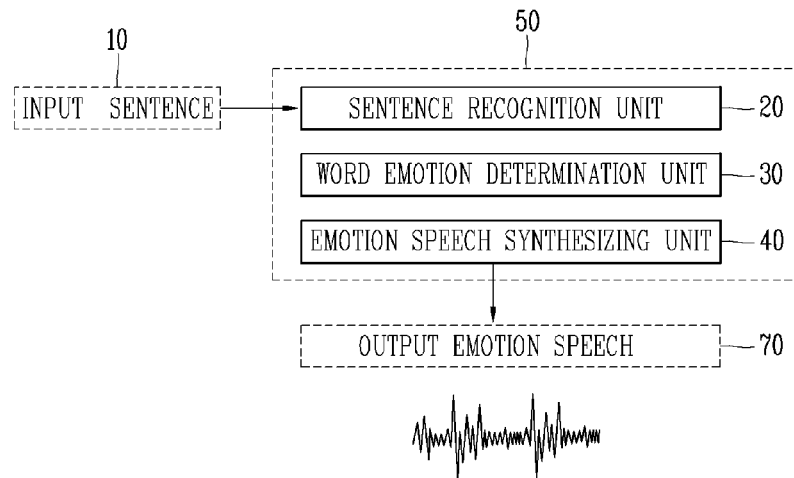 10
50
INPUT SENTENCE
SENTENCE RECOGNITION UNIT
20
WORD EMOTION DETERMINATION UNIT
30
EMOTION SPEECH SYNTHESIZING UNIT
40
OUTPUT EMOTION SPEECH
70